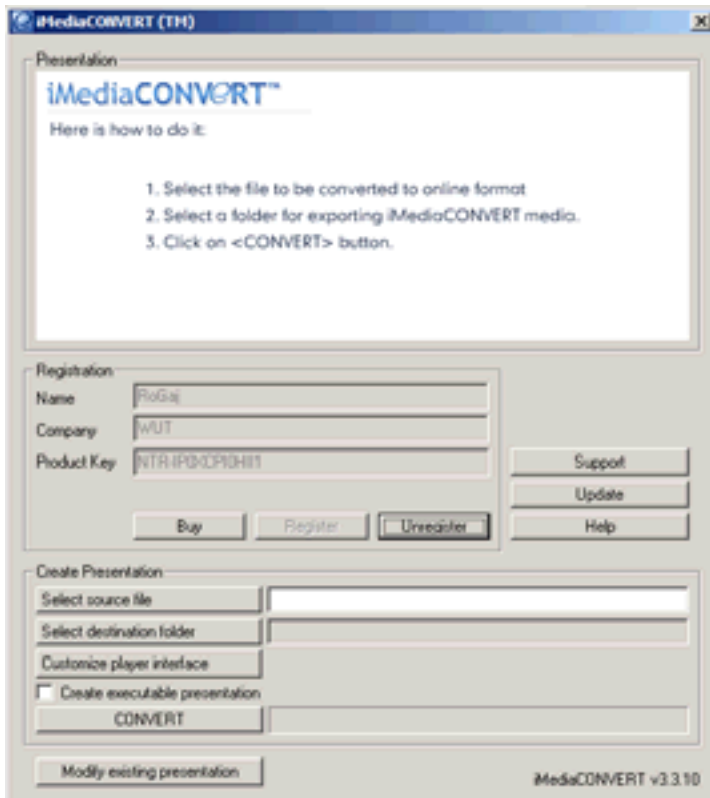 iMediaCONVERT (TM)
Presentation
iMediaCONVERT™
Here is how to do it:
1. Select the file to be converted to online format
2. Select a folder for exporting iMediaCONVERT media.
3. Click on <CONVERT> button.
Registration
Name RoGaj
Company WUT
Product Key
Support
Update
Buy Register Unregister Help
Create Presentation
Select source file
Select destination folder
Customize player interface
Create executable presentation
CONVERT
Modify existing presentation
iMediaCONVERT v3.3.10